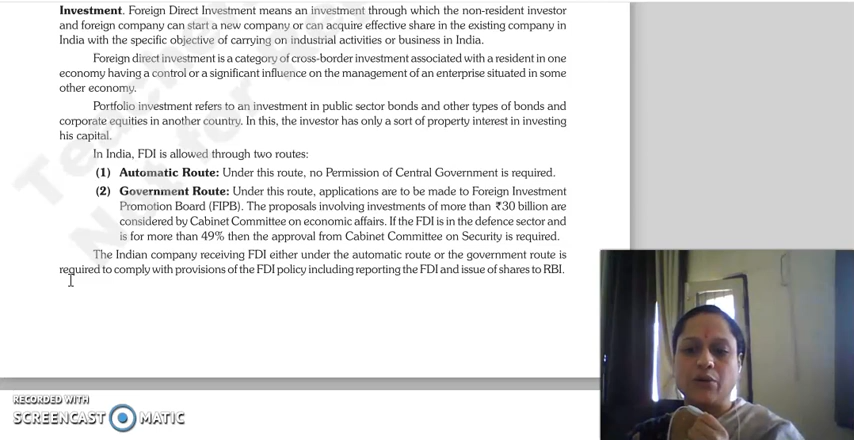 Investment. Foreign Direct Investment means an investment through which the non-resident investor
and foreign company can start a new company or can acquire effective share in the existing company in
India with the specific objective of carrying on industrial activities or business in India.
Foreign direct investment is a category of cross-border investment associated with a resident in one
economy having a control or a significant influence on the management of an enterprise situated in some
other economy.
Portfolio investment refers to an investment in public sector bonds and other types of bonds and
corporate equities in another country. In this, the investor has only a sort of property interest in investing
his capital.
In India, FDI is allowed through two routes:
(1) Automatic Route: Under this route, no Permission of Central Government is required.
(2) Government Route: Under this route, applications are to be made to Foreign Investment
Promotion Board (FIPB). The proposals involving investments of more than ₹30 billion are
considered by Cabinet Committee on economic affairs. If the FDI is in the defence sector and
is for more than 49% then the approval from Cabinet Committee on Security is required.
The Indian company receiving FDI either under the automatic route or the government route is
required to comply with provisions of the FDI policy including reporting the FDI and issue of shares to RBI.
RECORDED WITH
SCREENCAST MATIC